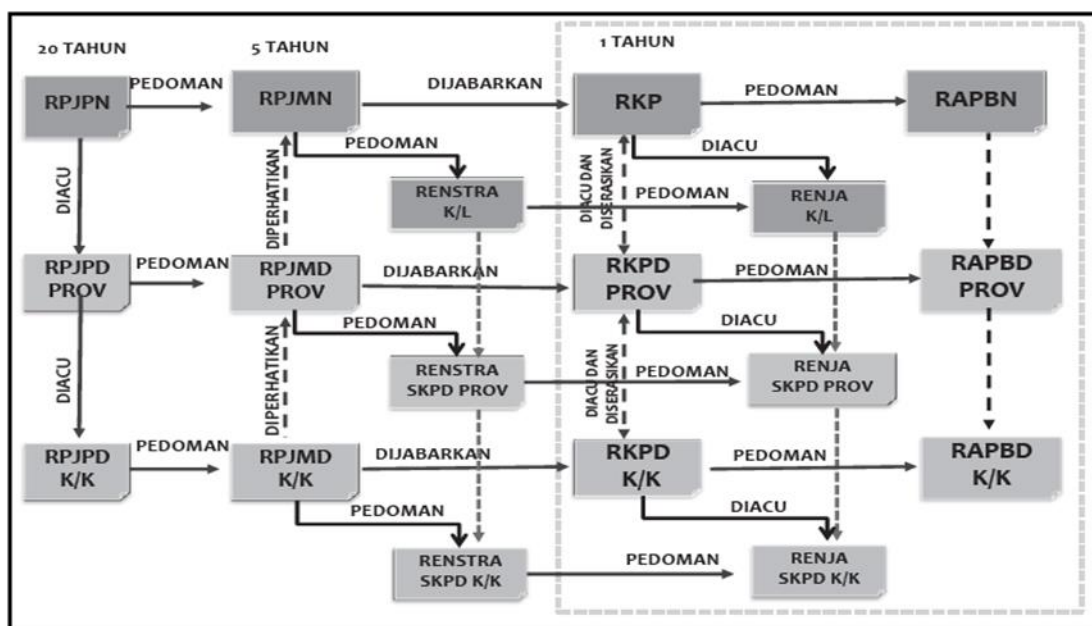 20 TAHUN
5 TAHUN
1 TAHUN
RPJPN
PEDOMAN
RPJMN
DIJABARKAN
RKP
PEDOMAN
RAPBN
DIACU
DIPERHATIKAN
PEDOMAN
RENSTRA
K/L
PEDOMAN
DIACU DAN
DISERASIKAN
DIACU
RENJA
K/L
RPJPD
PROV
PEDOMAN
RPJMD
PROV
DIJABARKAN
RKPD
PROV
PEDOMAN
RAPBD
PROV
DIACU
DIPERHATIKAN
PEDOMAN
RENSTRA
SKPD PROV
PEDOMAN
DIACU DAN
DISERASIKAN
DIACU
RENJA
SKPD PROV
RPJPD
K/K
PEDOMAN
RPJMD
K/K
DIJABARKAN
RKPD
K/K
PEDOMAN
RAPBD
K/K
PEDOMAN
RENSTRA
SKPD K/K
PEDOMAN
DIACU
RENJA
SKPD K/K